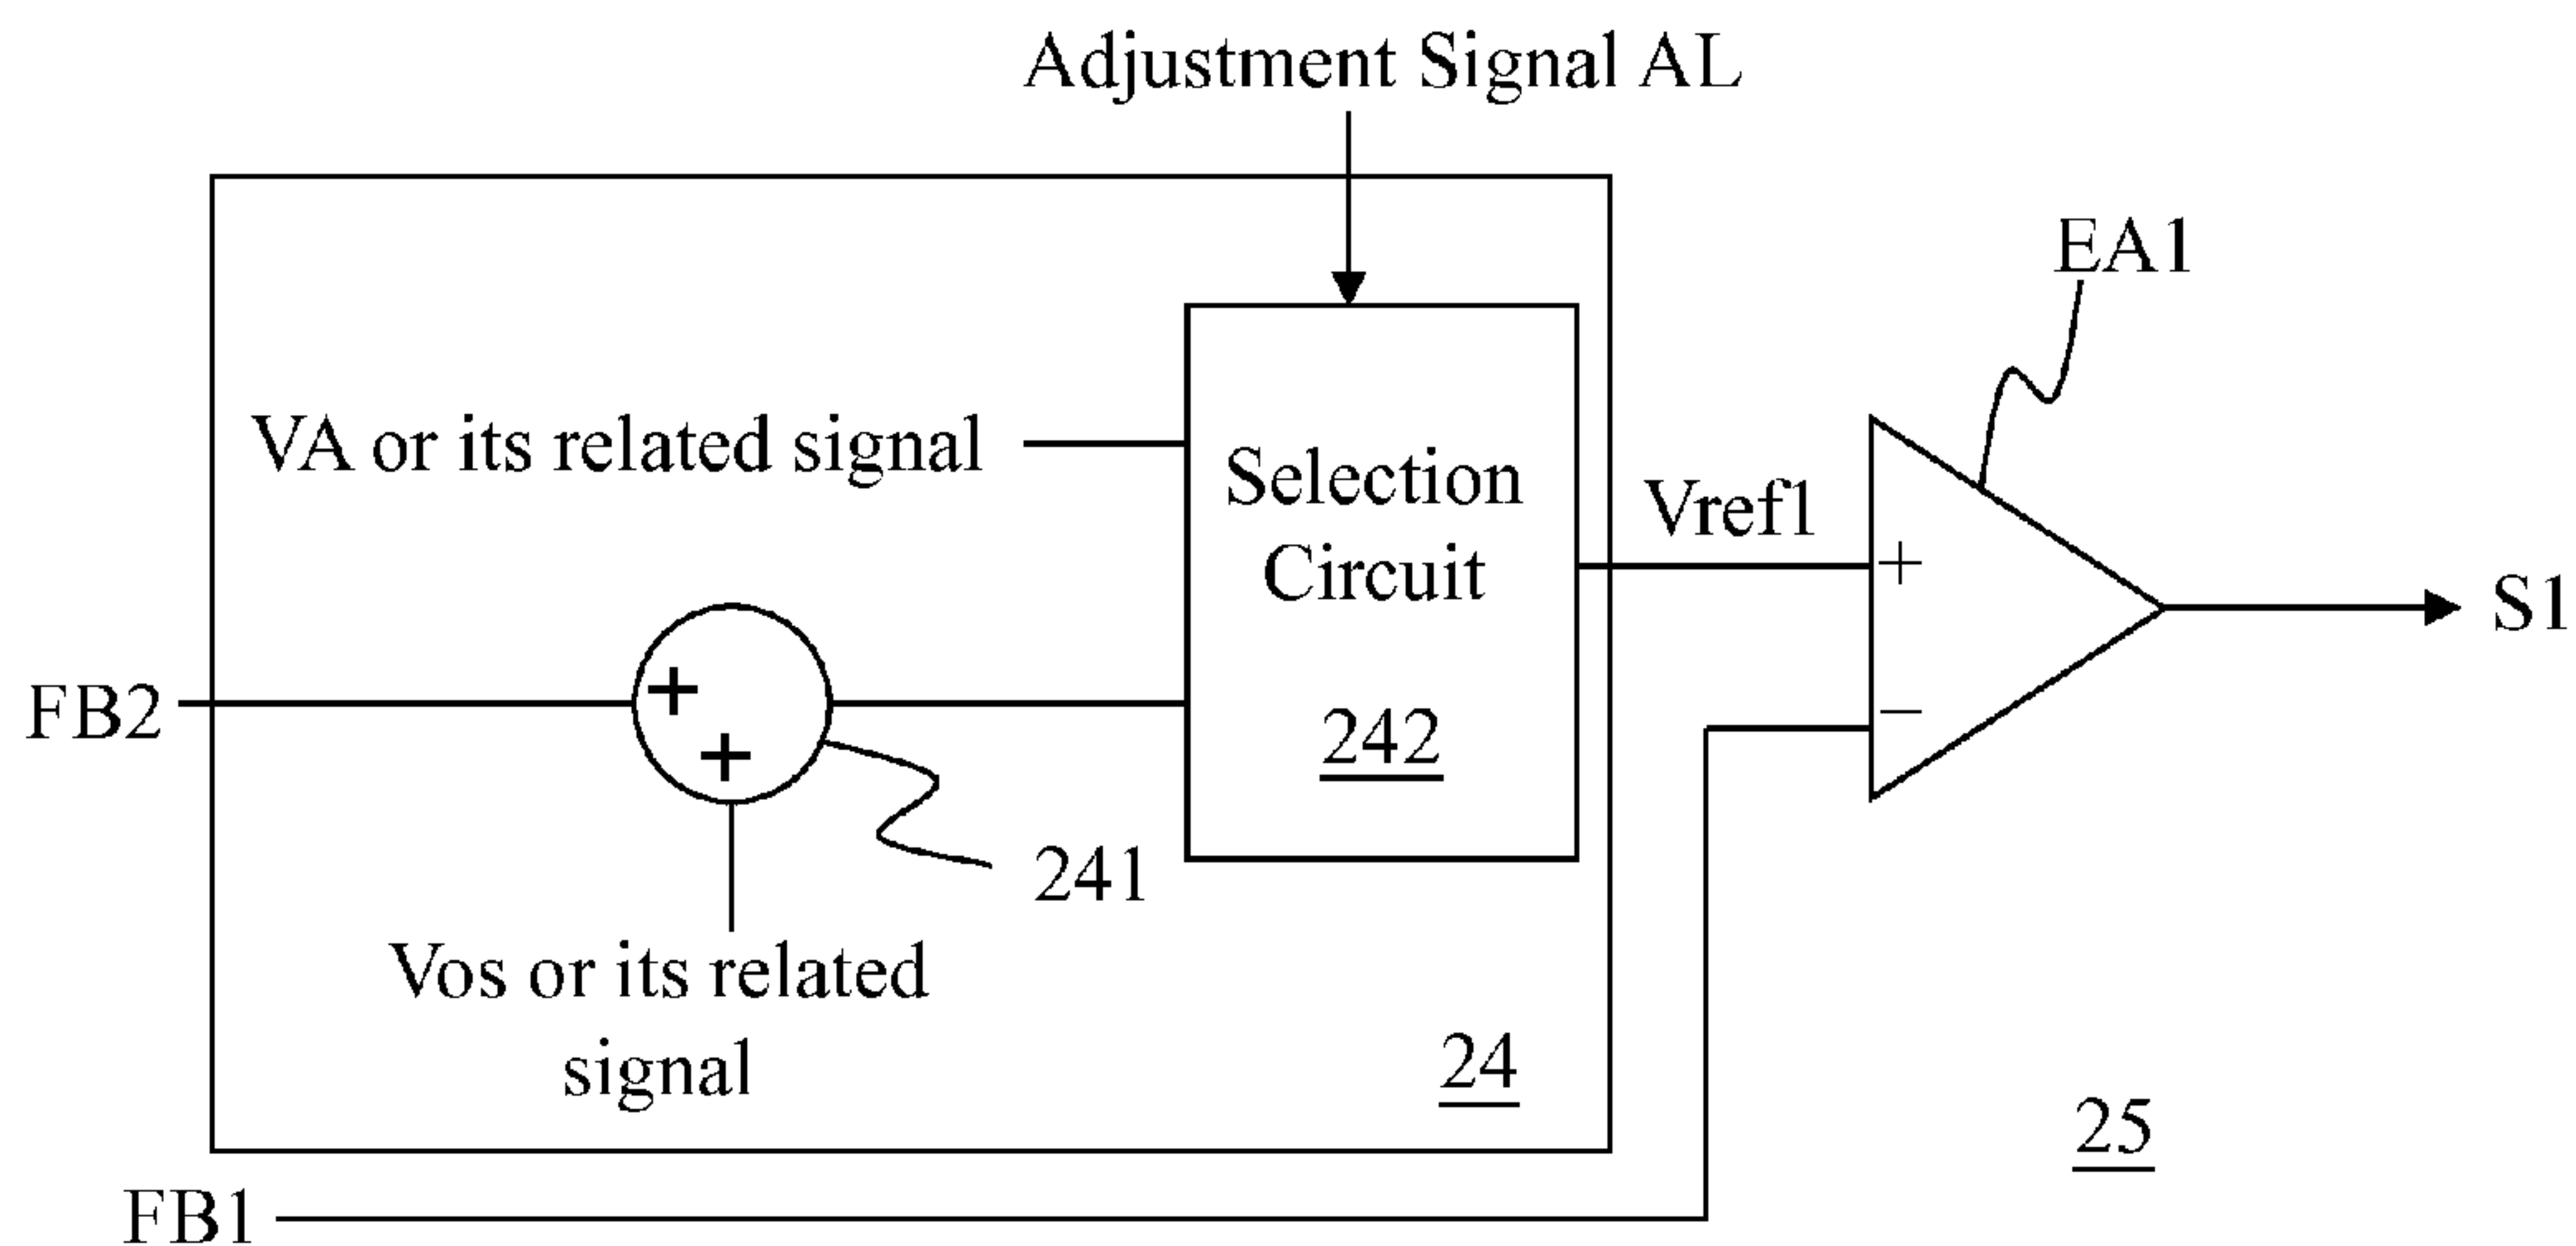 Adjustment Signal AL
EA1
VA or its related signal
Selection
Circuit
242
Vref1
+
−
S1
FB2
+
+
241
Vos or its related
signal
24
25
FB1